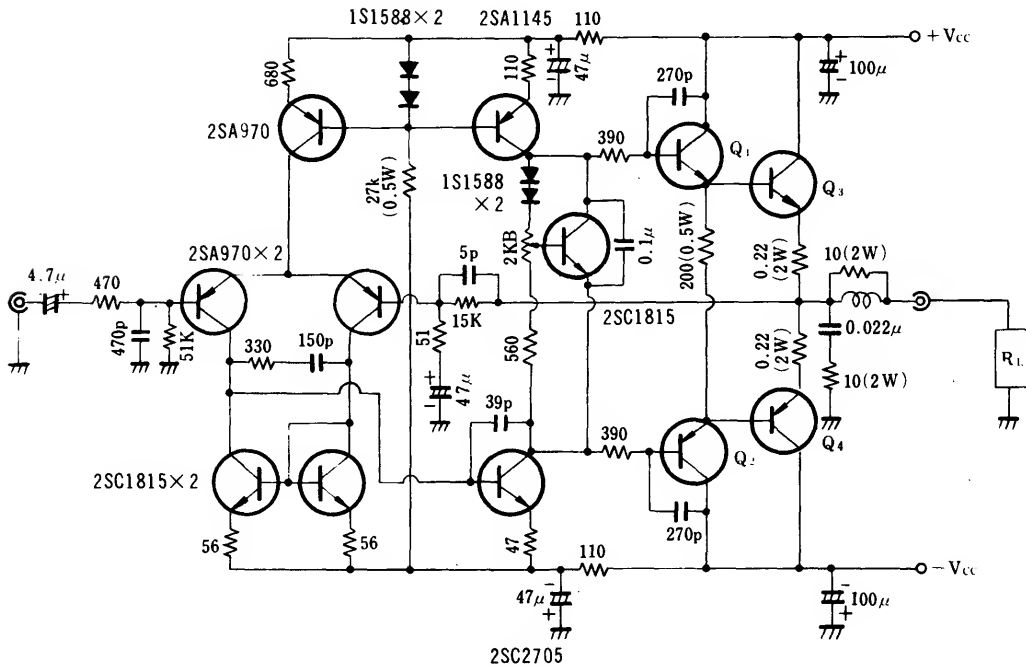 1S1588×2
2SA1145
110
+Vcc
680
110
47μ
+
-
270p
+
-
100μ
2SA970
390
Q1
27k
(0.5W)
1S1588
×2
Q3
2SA970×2
2KB
0.1μ
200(0.5W)
0.22
(2W)
10(2W)
4.7μ
+
470
5p
15K
470p
51K
51
2SC1815
0.022μ
330
150p
560
0.22
(2W)
10(2W)
RL
+
-
47μ
39p
390
Q2
Q4
2SC1815×2
270p
56
56
47
110
-Vcc
47μ
-
+
-
+
100μ
2SC2705